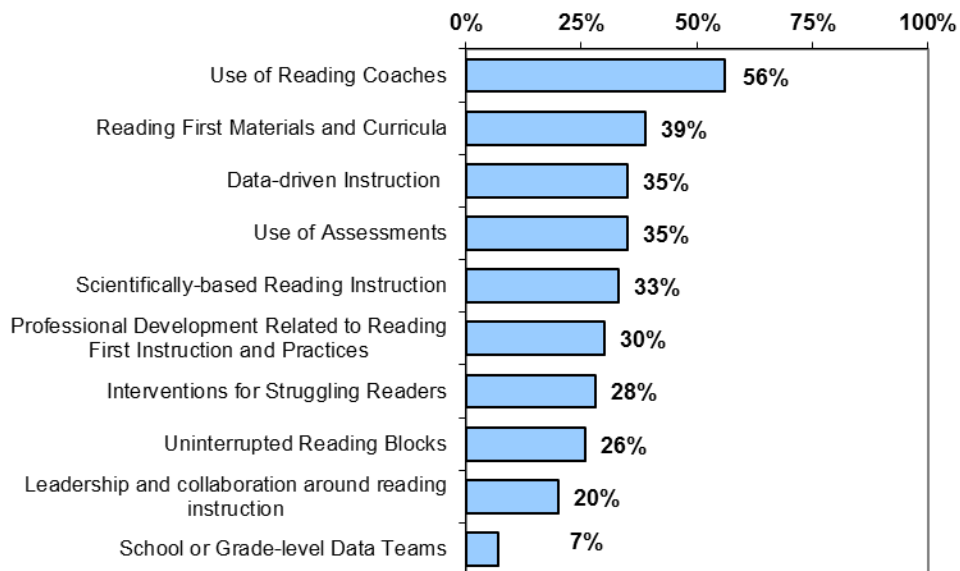 0% 25% 50% 75% 100%
Use of Reading Coaches 56%
Reading First Materials and Curricula 39%
Data-driven Instruction 35%
Use of Assessments 35%
Scientifically-based Reading Instruction 33%
Professional Development Related to Reading
First Instruction and Practices 30%
Interventions for Struggling Readers 28%
Uninterrupted Reading Blocks 26%
Leadership and collaboration around reading
instruction 20%
School or Grade-level Data Teams 7%